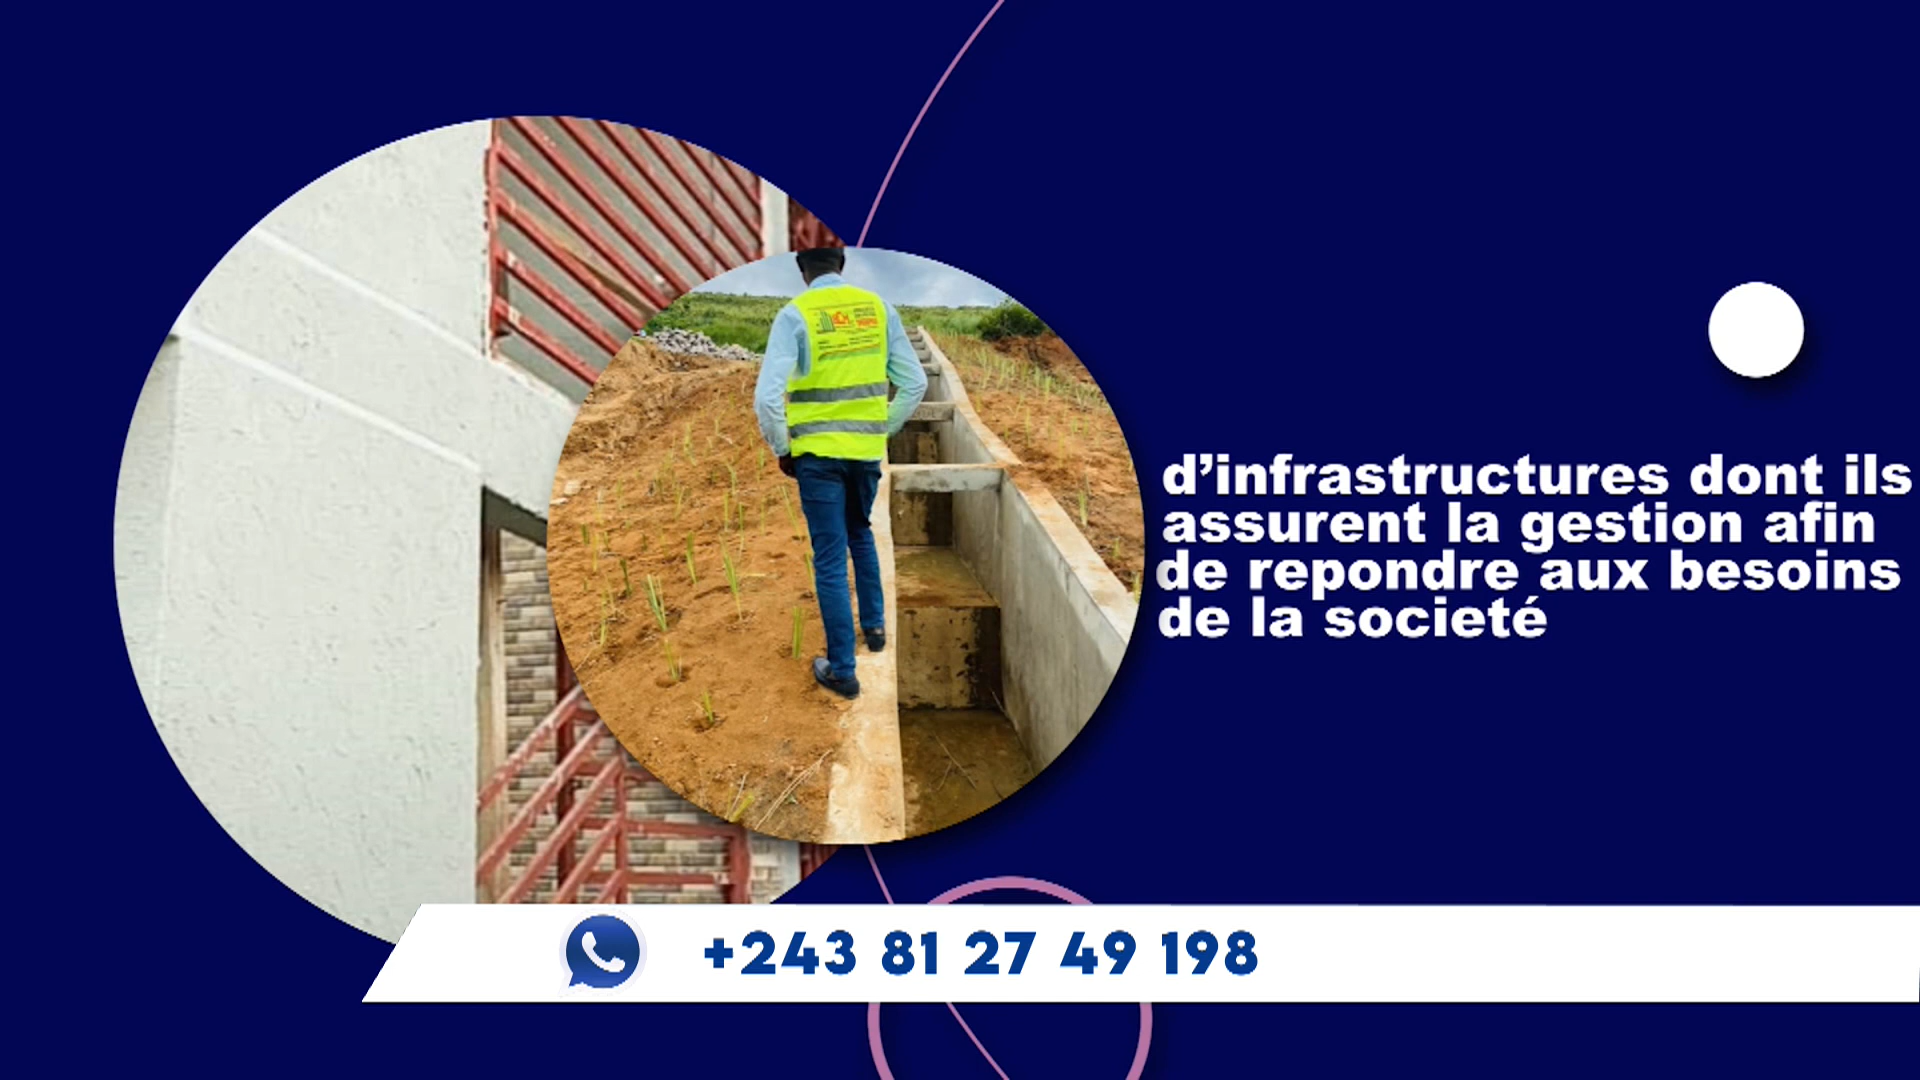 d’infrastructures dont ils
assurent la gestion afin
de repondre aux besoins
de la societé
+243 81 27 49 198